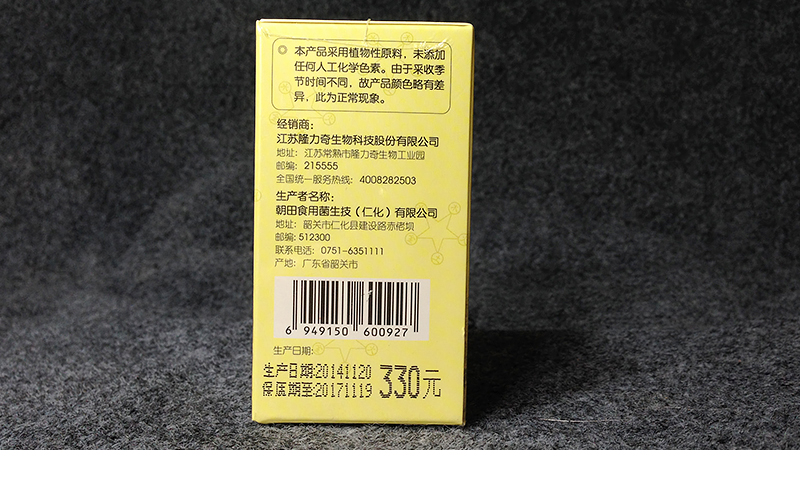 本产品采用植物性原料，未添加
任何人工化学色素。由于采收季
节时间不同，故产品颜色略有差
异，此为正常现象。
经销商：
江苏隆力奇生物科技股份有限公司
地址：江苏常熟市隆力奇生物工业园
邮编：215555
全国统一服务热线：4008282503
生产者名称：
朝田食用菌生技（仁化）有限公司
地址：韶关市仁化县建设路赤佬坝
邮编：512300
联系电话：0751-6351111
产地：广东省韶关市
6 949150 600927
生产日期：
生产日期:20141120
保质期至:20171119
330元